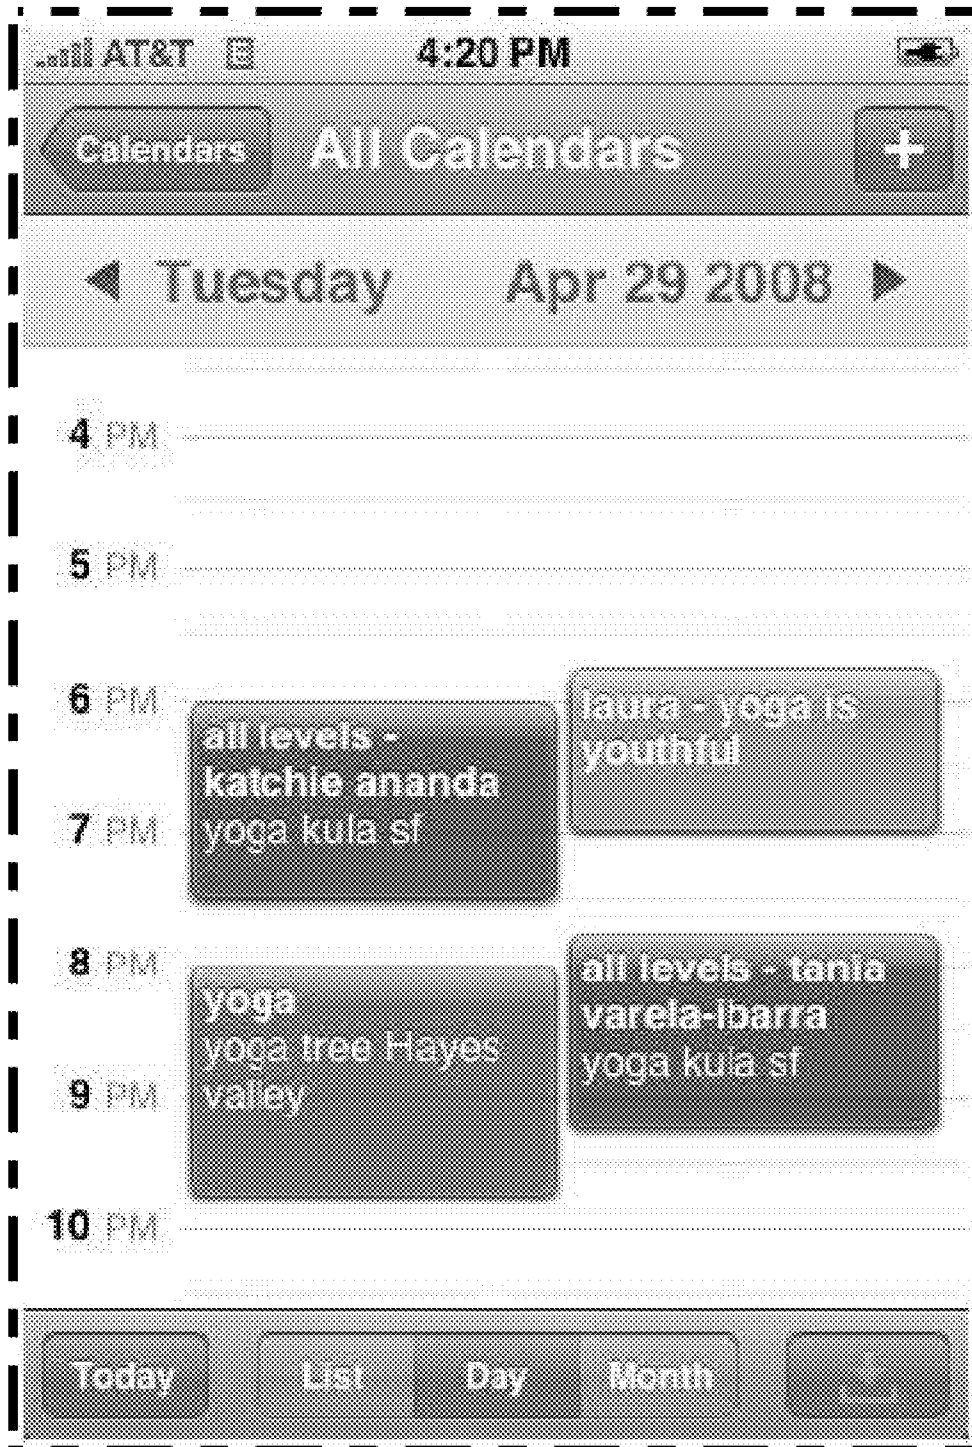 AT&T E 4:20 PM
Calendars All Calendars +
Tuesday Apr 29 2008
4 PM
5 PM
6 PM
laura - yoga is
youthful
all levels -
katchie ananda
yoga kula sf
7 PM
8 PM
all levels - tania
varela-ibarra
yoga kula sf
yoga
yoga tree Hayes
valley
9 PM
10 PM
Today List Day Month